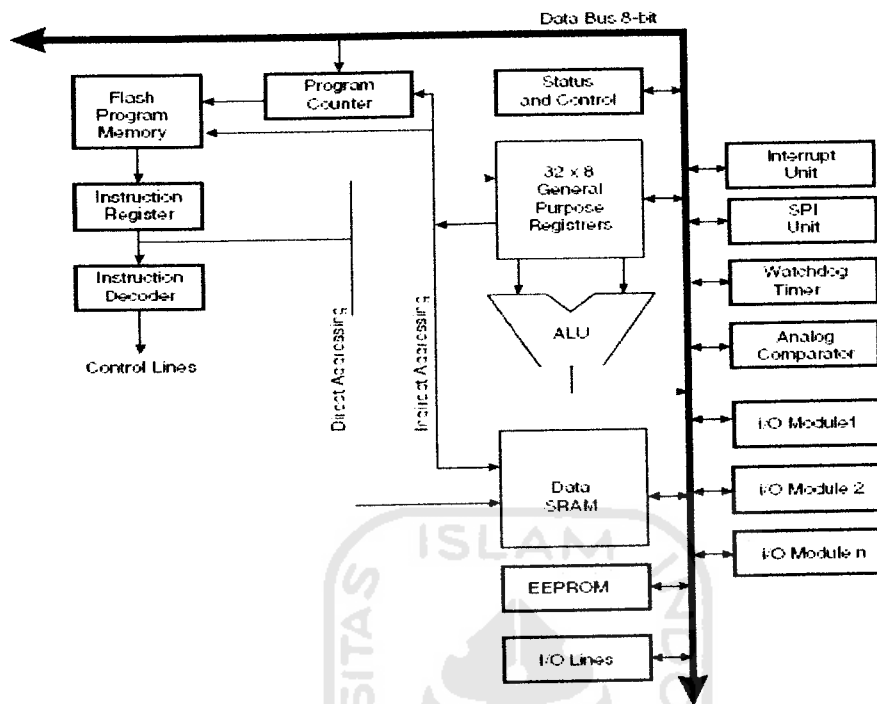 Data Bus 8-bit
Flash
Program
Memory
Program
Counter
Status
and Control
Instruction
Register
32 x 8
General
Purpose
Registrers
Interrupt
Unit
SPI
Unit
Instruction
Decoder
Watchdog
Timer
ALU
Analog
Comparator
Control Lines
Direct Addressing
Indirect Addressing
I/O Module1
Data
SRAM
I/O Module 2
I/O Module n
EEPROM
I/O Lines
ISLAM
SITAS
INDO